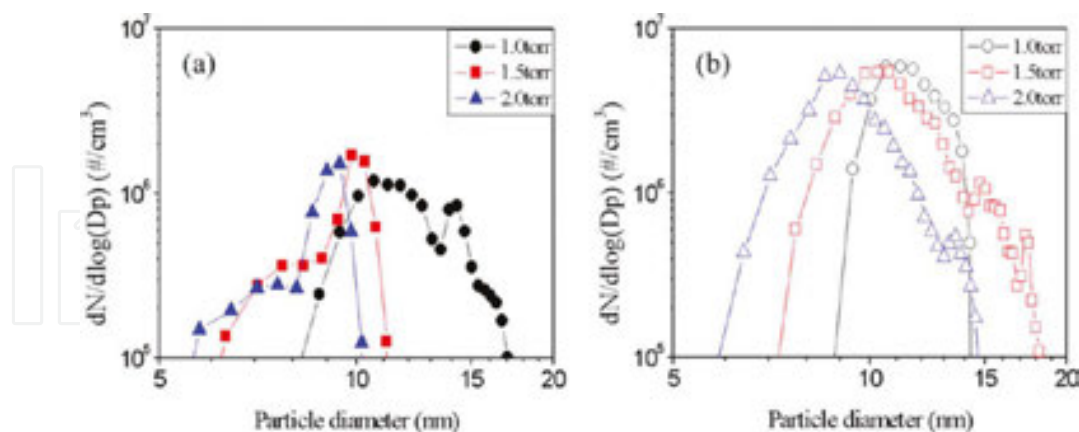 (a)
1.0torr
1.5torr
2.0torr
10⁷
10⁶
10⁵
dN/dlog(Dp) (#/cm³)
5
10
15
20
Particle diameter (nm)
(b)
1.0torr
1.5torr
2.0torr
10⁷
10⁶
10⁵
dN/dlog(Dp) (#/cm³)
5
10
15
20
Particle diameter (nm)